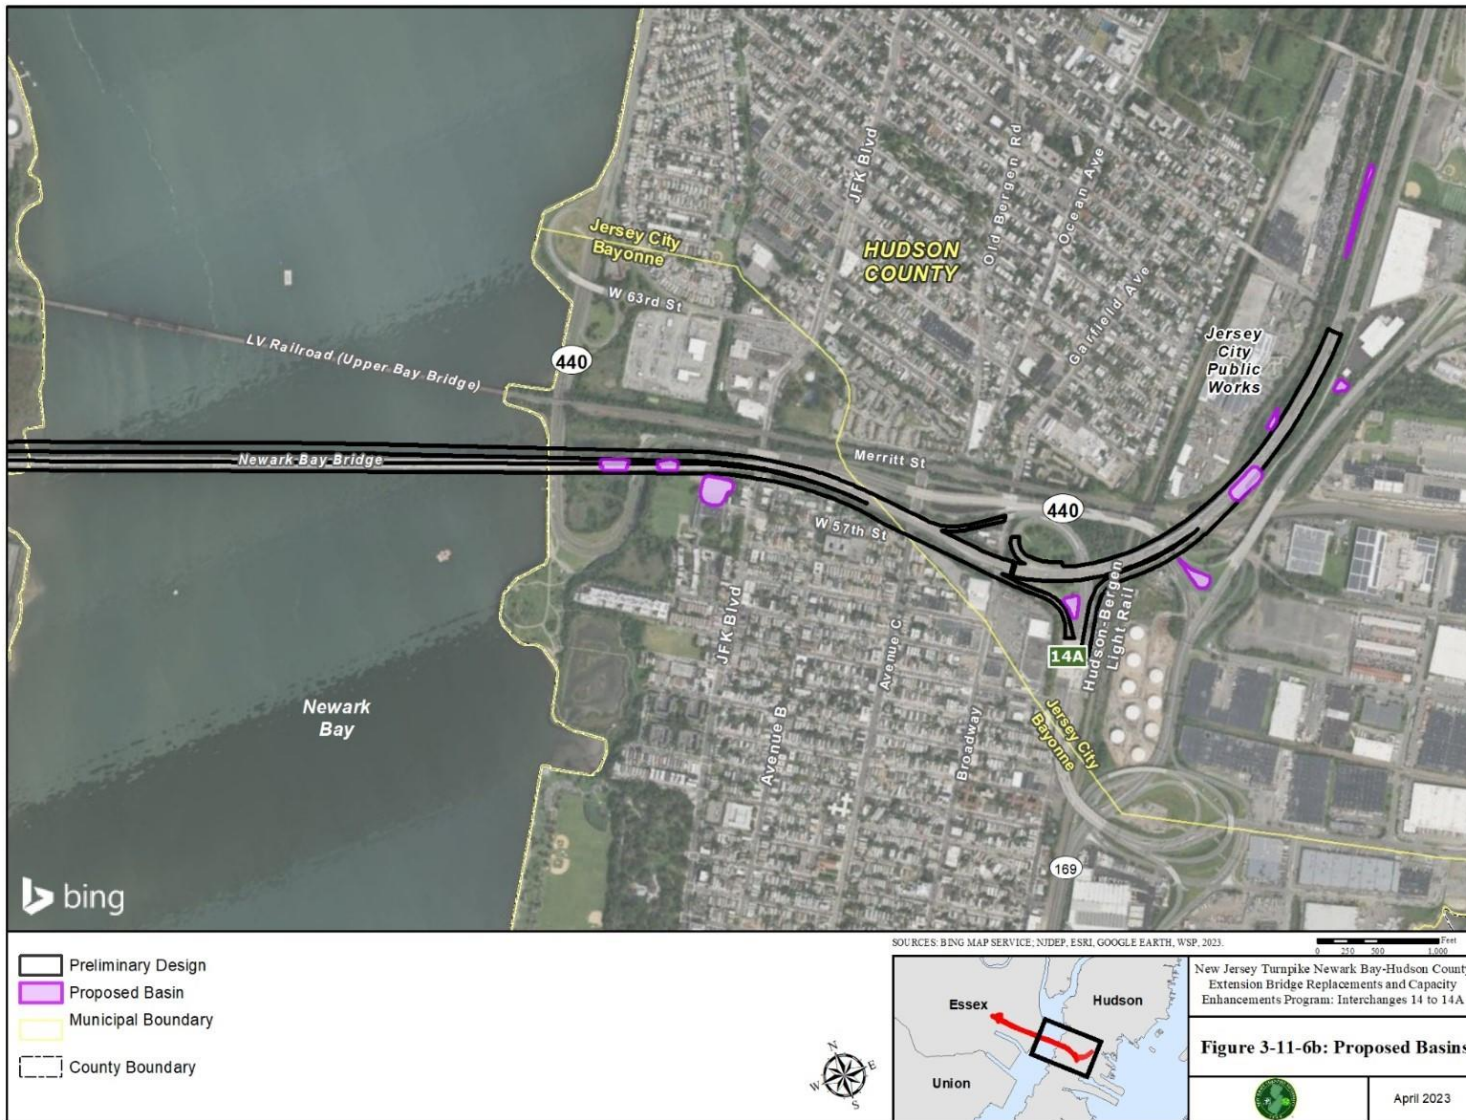 JFK Blvd
Old Bergen Rd
Ocean Ave
Jersey City
Bayonne
HUDSON
COUNTY
W 63rd St
Garfield Ave
LV Railroad (Upper Bay Bridge)
440
Jersey
City
Public
Works
Newark Bay Bridge
Merritt St
440
W 57th St
Hudson-Bergen
Light Rail
JFK Blvd
Avenue C
14A
Newark
Bay
Avenue B
Broadway
Jersey City
Bayonne
169
bing
SOURCES: BING MAP SERVICE; NJDEP, ESRI, GOOGLE EARTH, WSP, 2023.
Feet
0 250 500 1,000
Preliminary Design
Proposed Basin
Municipal Boundary
County Boundary
N
E
W
S
Essex
Hudson
Union
New Jersey Turnpike Newark Bay-Hudson County
Extension Bridge Replacements and Capacity
Enhancements Program: Interchanges 14 to 14A
Figure 3-11-6b: Proposed Basins
April 2023